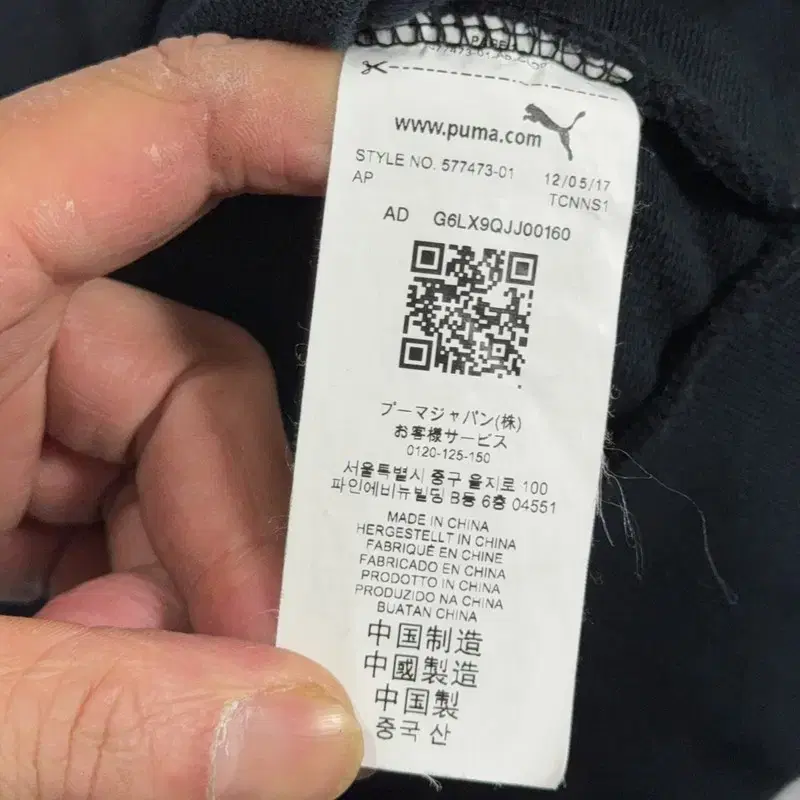 www.puma.com
STYLE NO. 577473-01 12/05/17
AP TCNNS1
AD G6LX9QJJ00160
プーマジャパン(株)
お客様サービス
0120-125-150
서울특별시 중구 을지로 100
파인에비뉴빌딩 B동 6층 04551
MADE IN CHINA
HERGESTELLT IN CHINA
FABRIQUÉ EN CHINE
FABRICADO EN CHINA
PRODOTTO IN CHINA
PRODUZIDO NA CHINA
BUATAN CHINA
中国制造
中國製造
中国製
중국 산